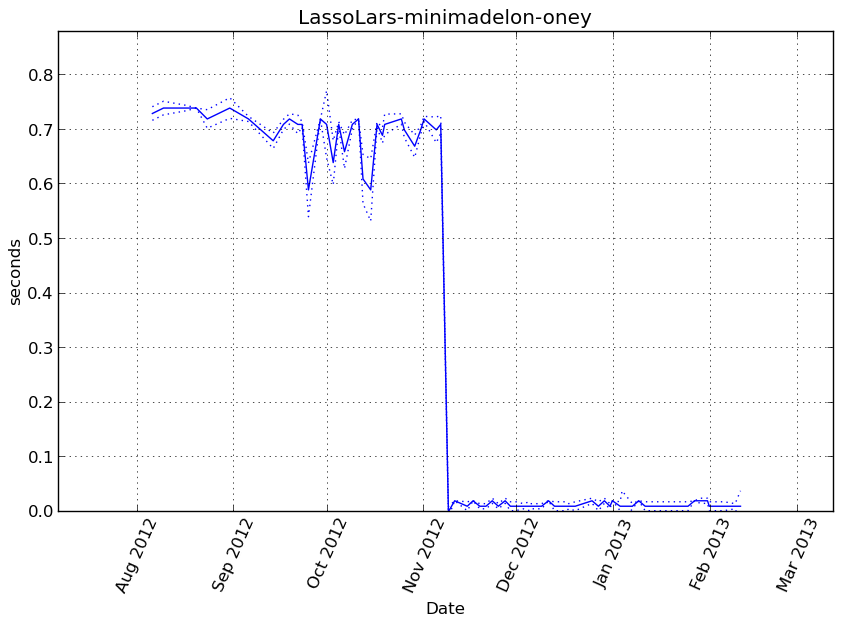 LassoLars-minimadelon-oney
0.8
0.7
0.6
0.5
0.4
0.3
0.2
0.1
0.0
seconds
Aug 2012
Sep 2012
Oct 2012
Nov 2012
Dec 2012
Jan 2013
Feb 2013
Mar 2013
Date